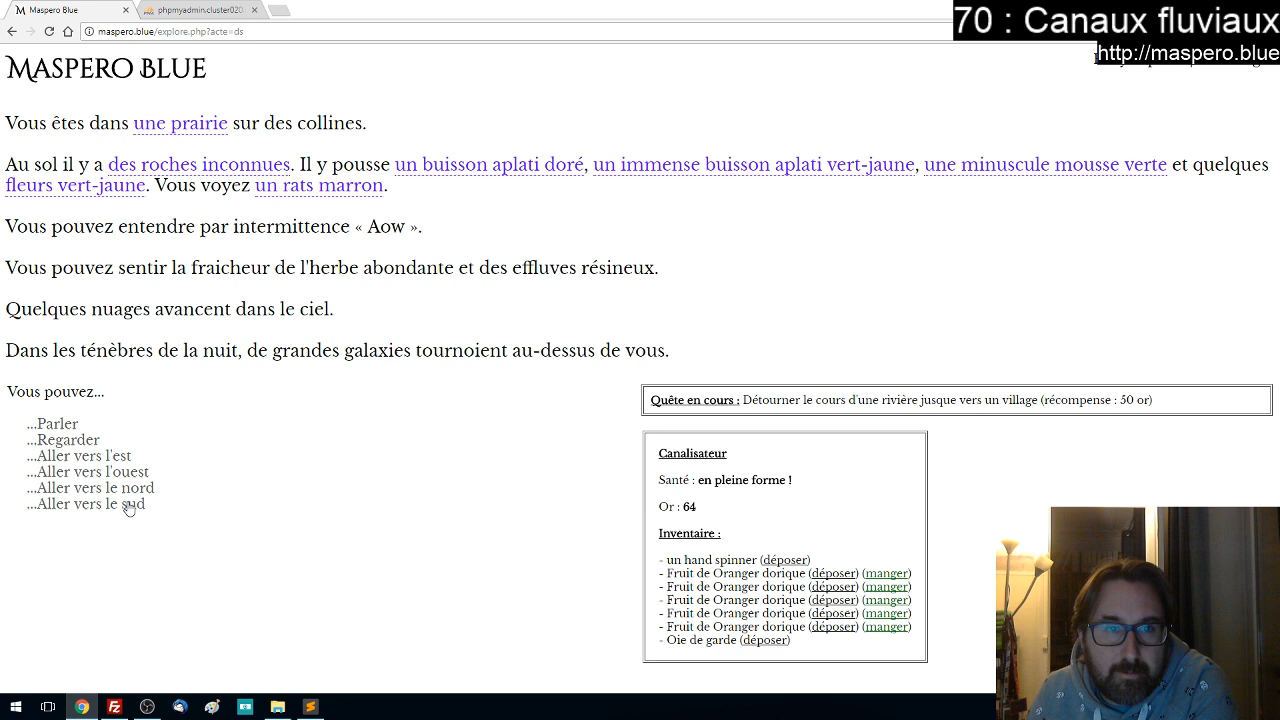 Maspero Blue
phpmyadmin.cluster020
maspero.blue/explore.php?acte=ds
70 : Canaux fluviaux
http://maspero.blue
Maspero Blue
Vous êtes dans une prairie sur des collines.
Au sol il y a des roches inconnues. Il y pousse un buisson aplati doré, un immense buisson aplati vert-jaune, une minuscule mousse verte et quelques
fleurs vert-jaune. Vous voyez un rats marron.
Vous pouvez entendre par intermittence « Aow ».
Vous pouvez sentir la fraicheur de l'herbe abondante et des effluves résineux.
Quelques nuages avancent dans le ciel.
Dans les ténèbres de la nuit, de grandes galaxies tournoient au-dessus de vous.
Vous pouvez...
...Parler
...Regarder
...Aller vers l'est
...Aller vers l'ouest
...Aller vers le nord
...Aller vers le sud
Quête en cours : Détourner le cours d'une rivière jusque vers un village (récompense : 50 or)
Canalisateur
Santé : en pleine forme !
Or : 64
Inventaire :
- un hand spinner (déposer)
- Fruit de Oranger dorique (déposer) (manger)
- Fruit de Oranger dorique (déposer) (manger)
- Fruit de Oranger dorique (déposer) (manger)
- Fruit de Oranger dorique (déposer) (manger)
- Fruit de Oranger dorique (déposer) (manger)
- Oie de garde (déposer)